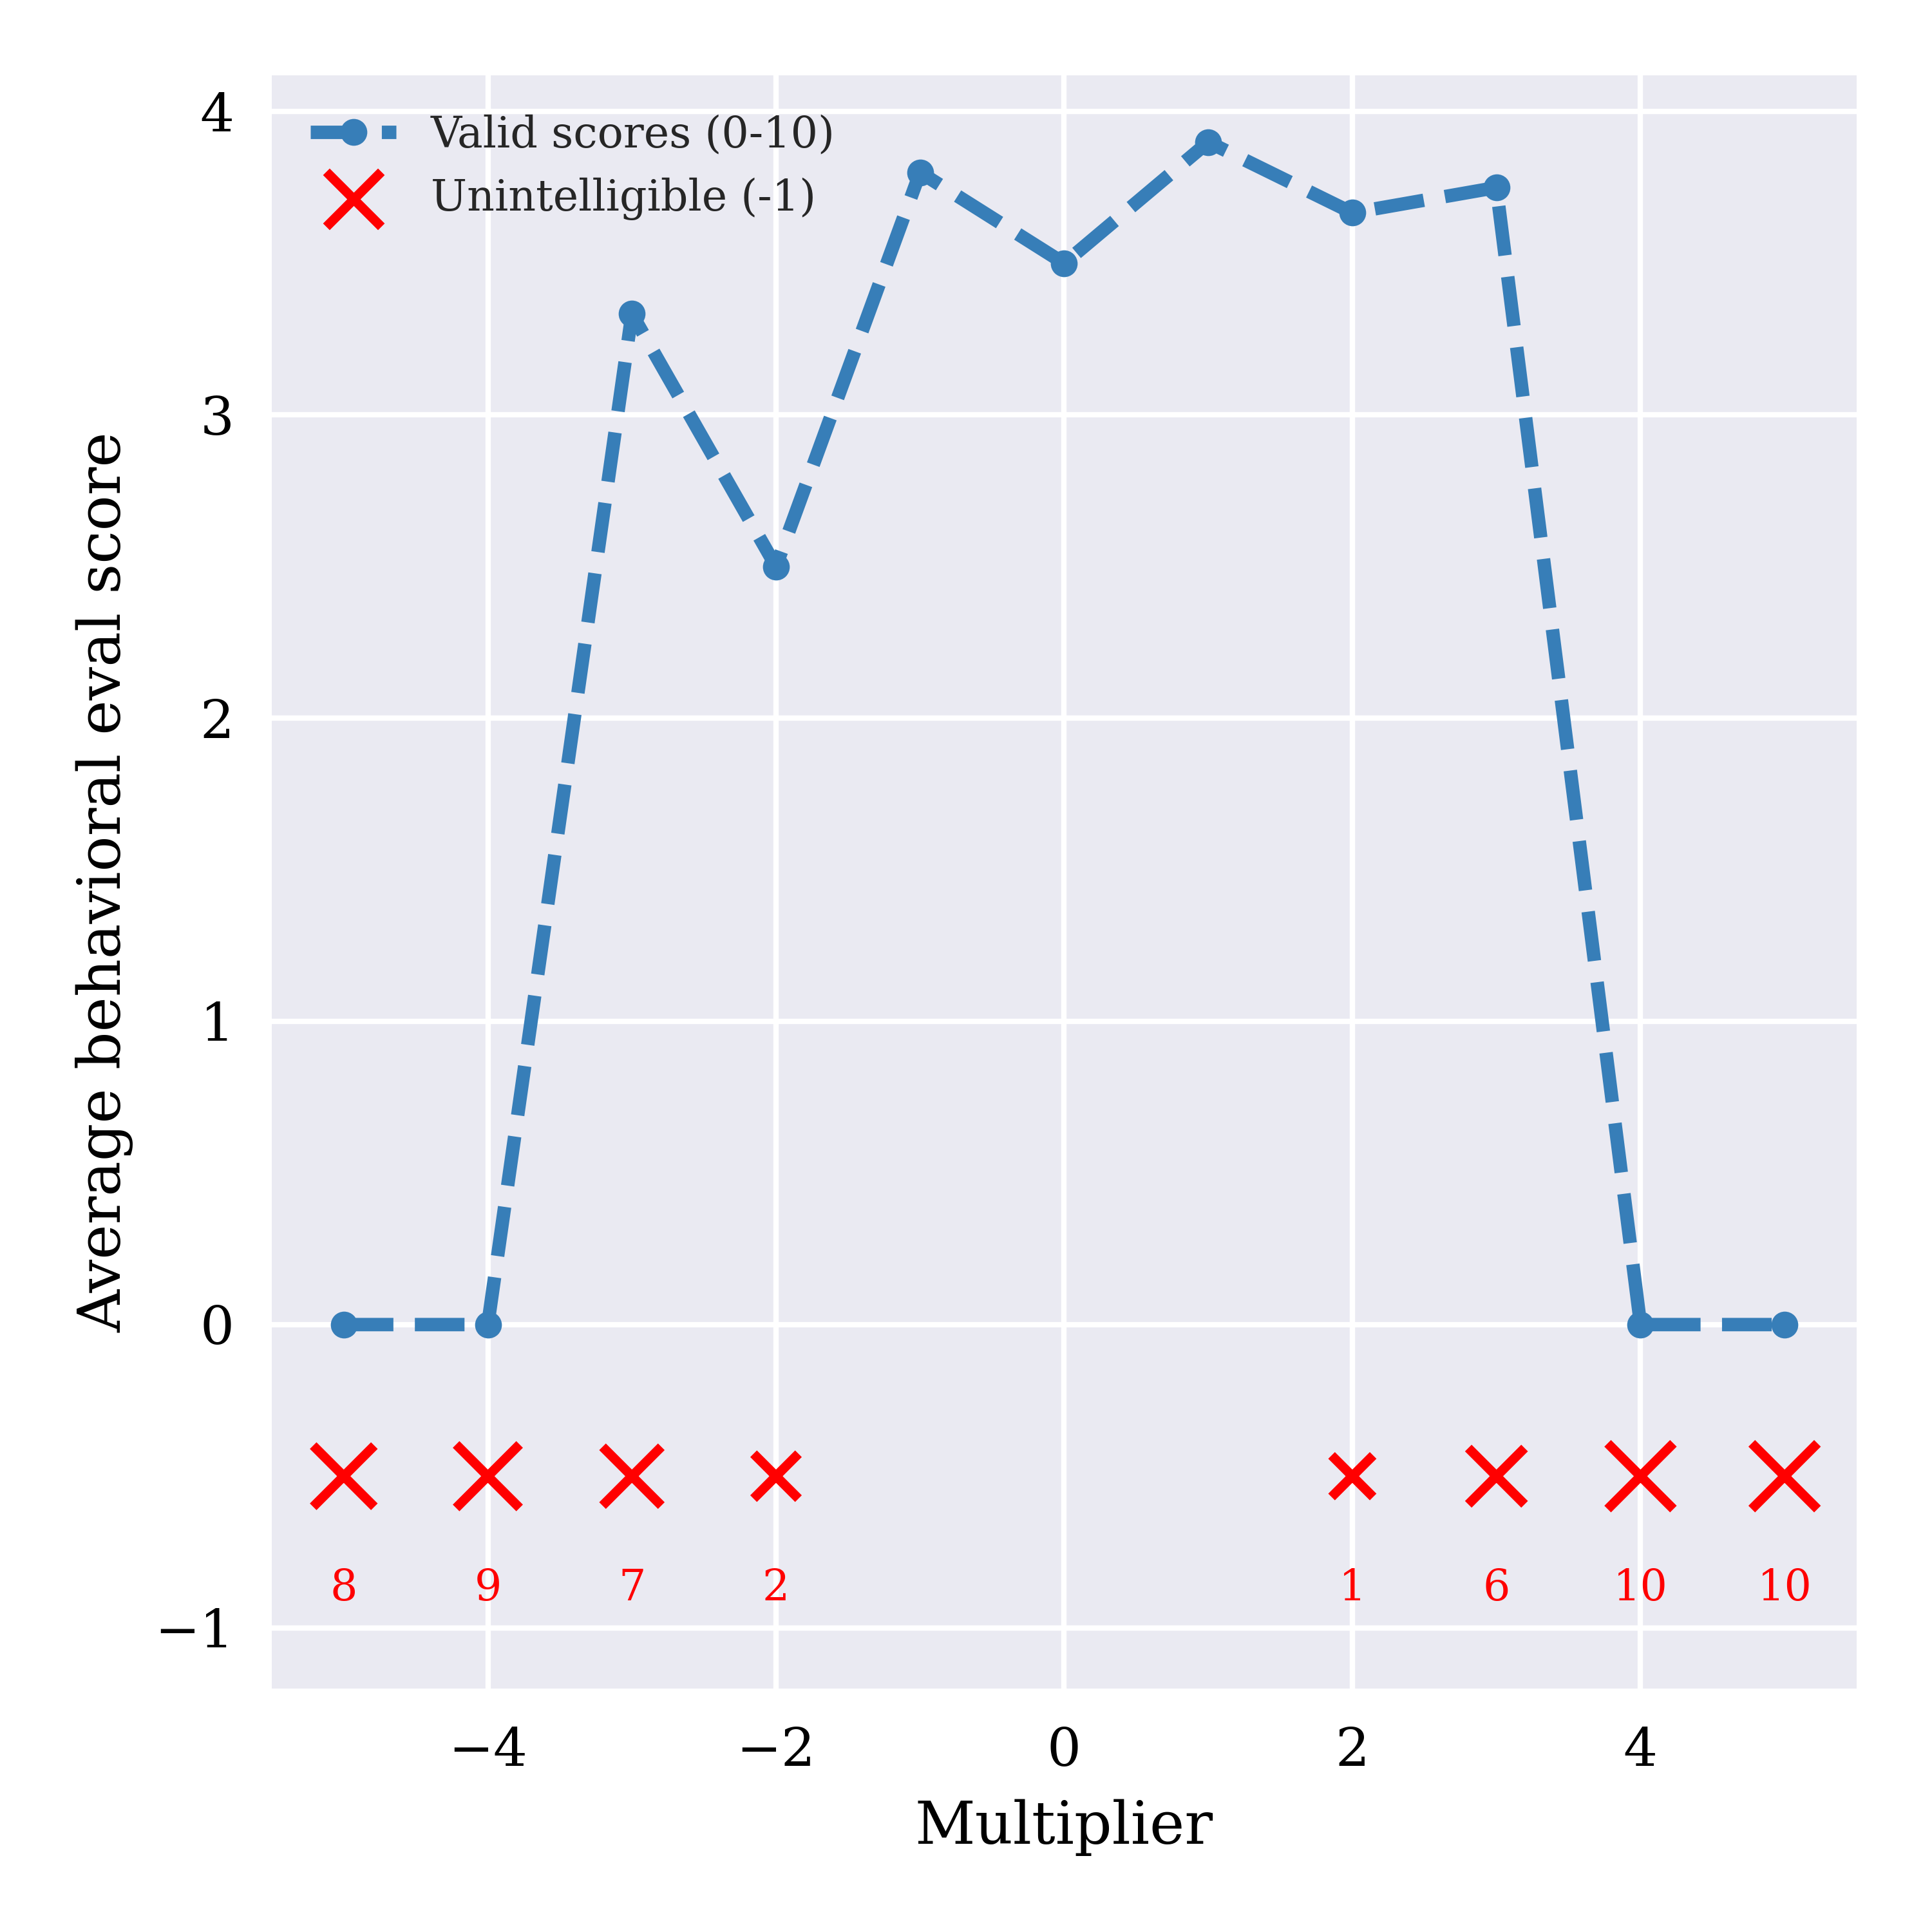 4
Valid scores (0-10)
Unintelligible (-1)
3
2
1
0
−1
Average behavioral eval score
8 9 7 2 1 6 10 10
−4 −2 0 2 4
Multiplier